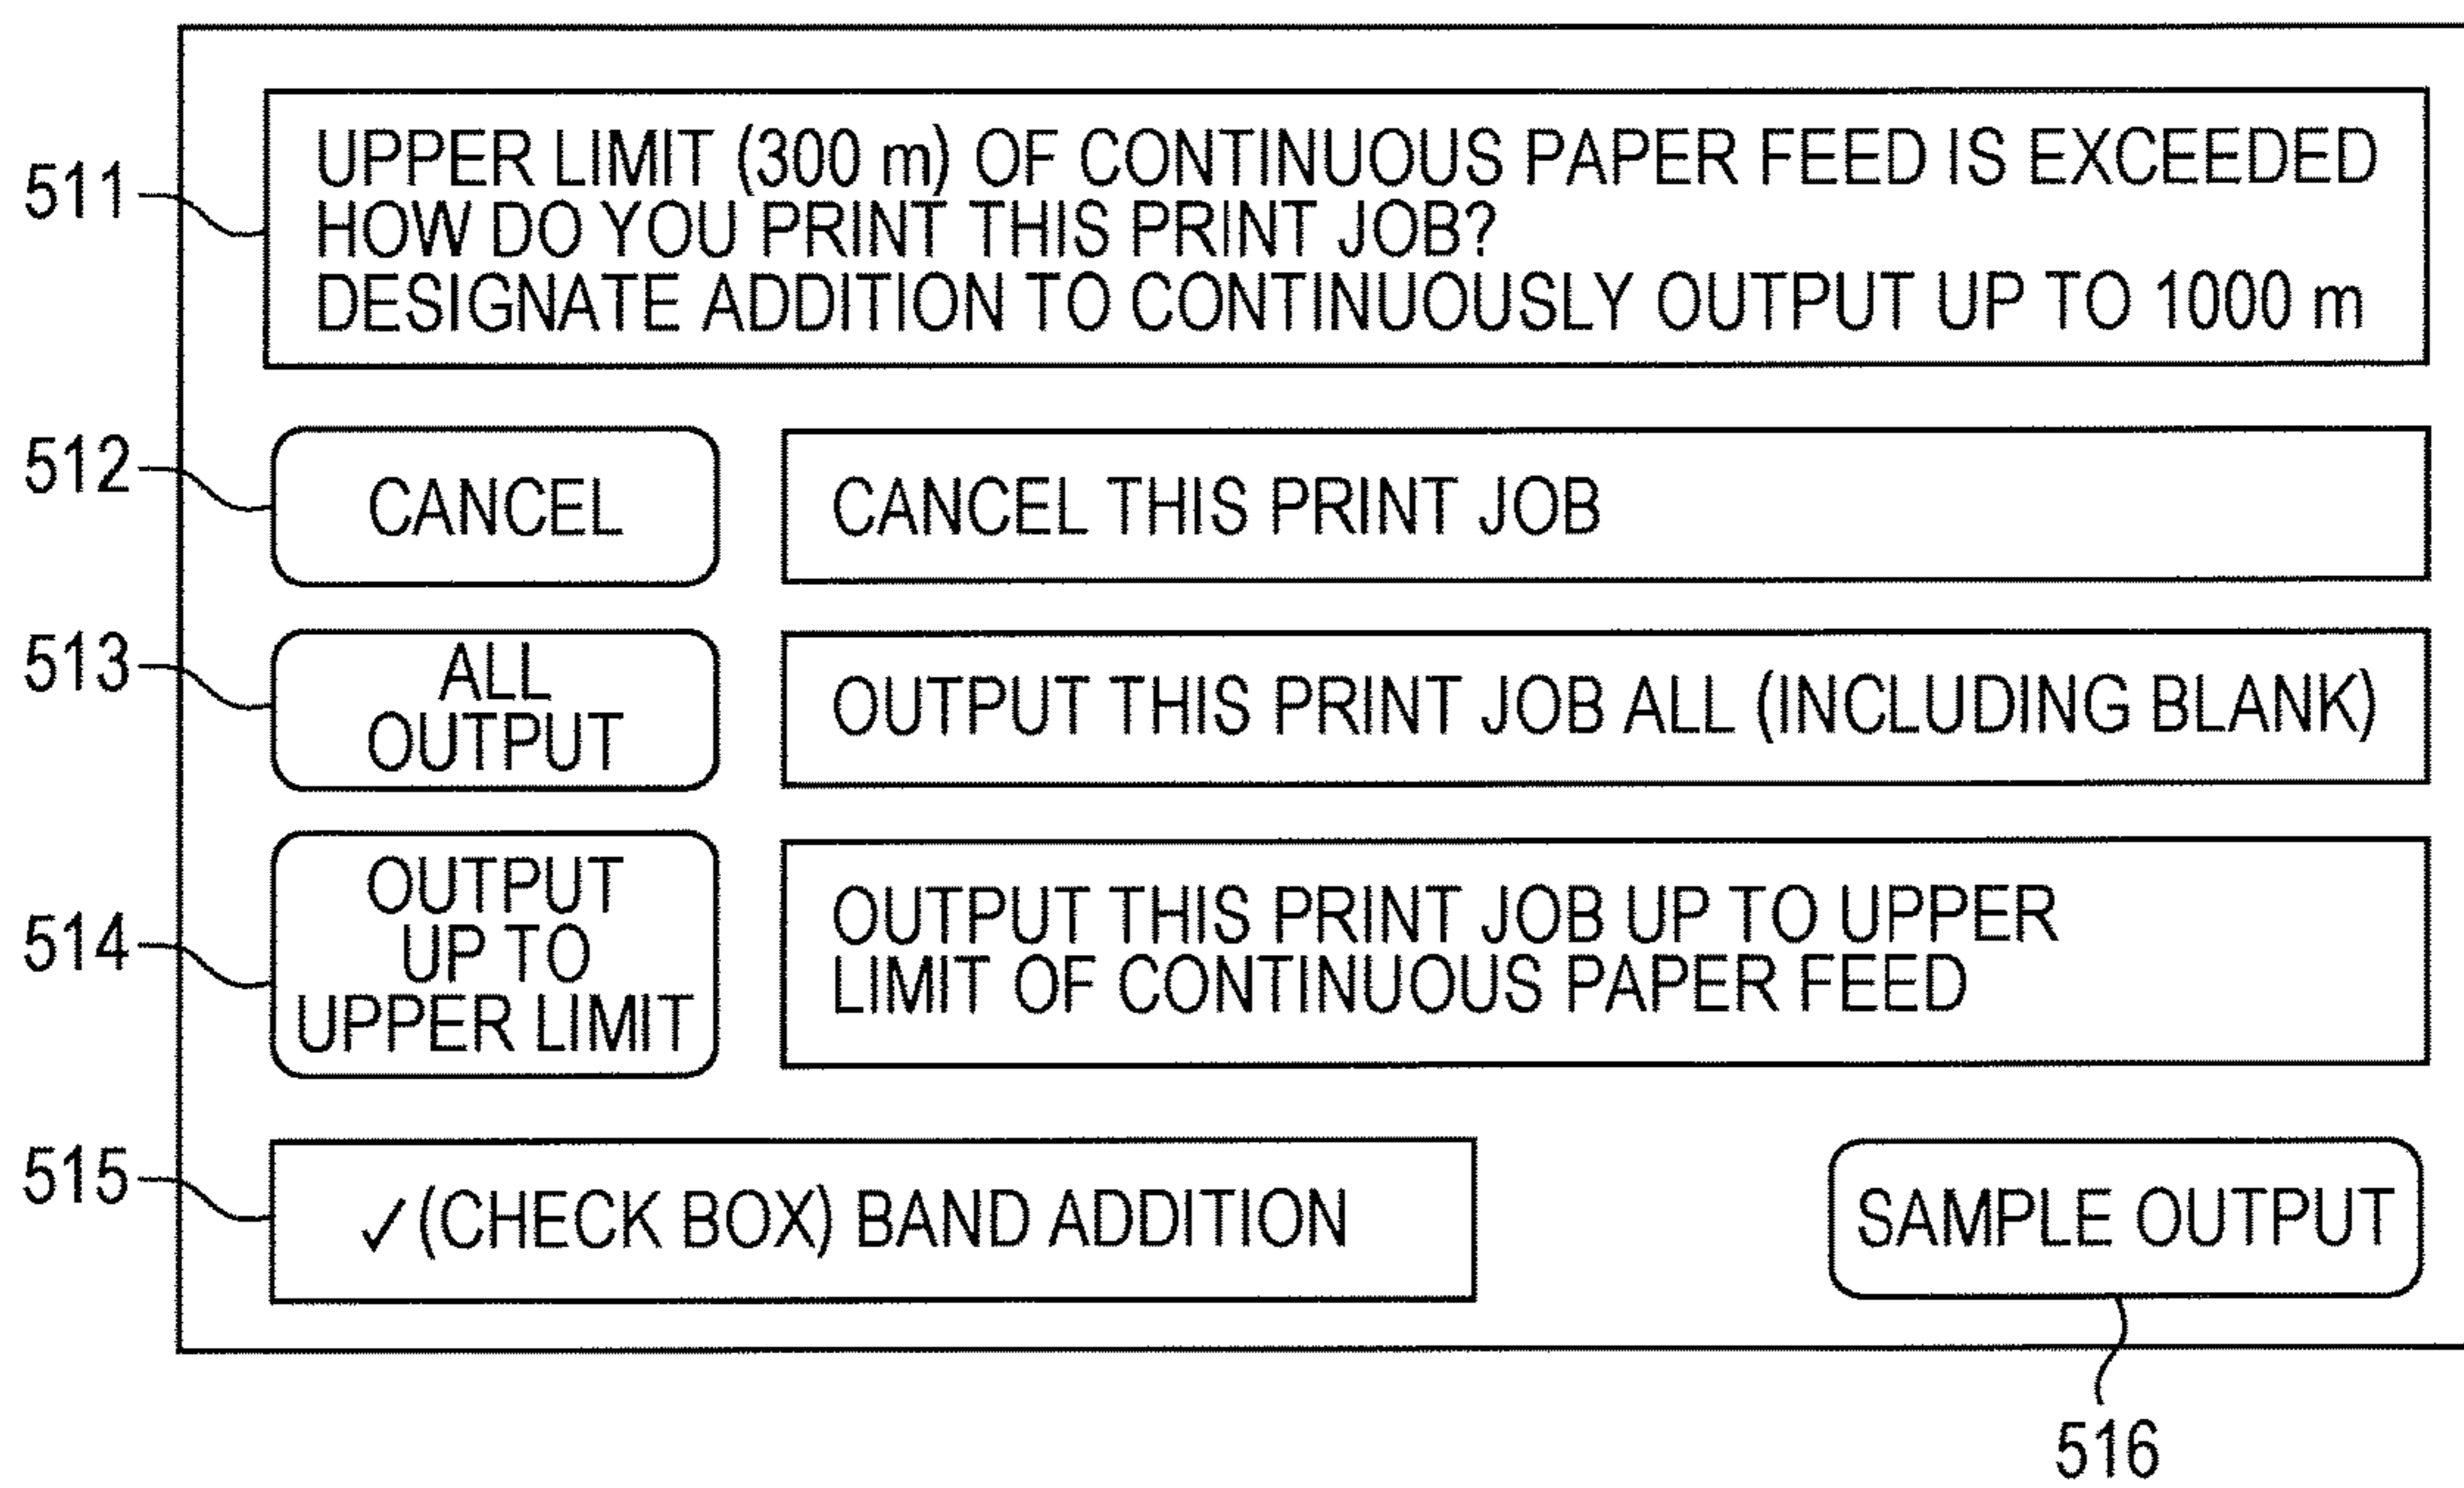 511
UPPER LIMIT (300 m) OF CONTINUOUS PAPER FEED IS EXCEEDED
HOW DO YOU PRINT THIS PRINT JOB?
DESIGNATE ADDITION TO CONTINUOUSLY OUTPUT UP TO 1000 m
512
CANCEL
CANCEL THIS PRINT JOB
513
ALL
OUTPUT
OUTPUT THIS PRINT JOB ALL (INCLUDING BLANK)
514
OUTPUT
UP TO
UPPER LIMIT
OUTPUT THIS PRINT JOB UP TO UPPER
LIMIT OF CONTINUOUS PAPER FEED
515
✓ (CHECK BOX) BAND ADDITION
SAMPLE OUTPUT
516